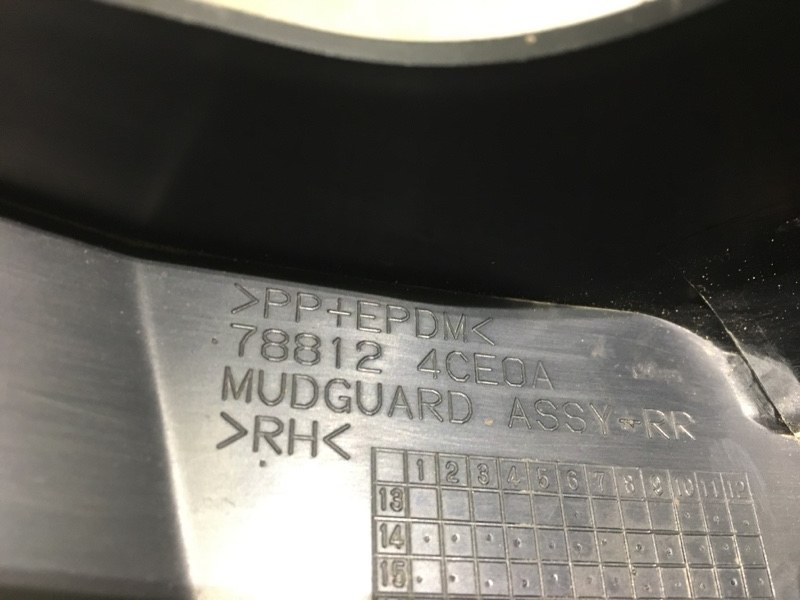 >PP+EPDM<
78812 4CE0A
MUDGUARD ASSY-RR
>RH<
1 2 3 4 5 6 7 8 9 10 11 12
13
14
15